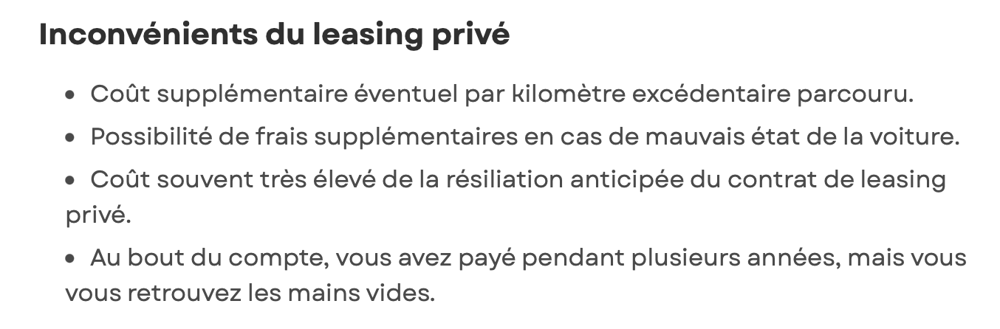 Inconvénients du leasing privé
• Coût supplémentaire éventuel par kilomètre excédentaire parcouru.
• Possibilité de frais supplémentaires en cas de mauvais état de la voiture.
• Coût souvent très élevé de la résiliation anticipée du contrat de leasing
privé.
• Au bout du compte, vous avez payé pendant plusieurs années, mais vous
vous retrouvez les mains vides.